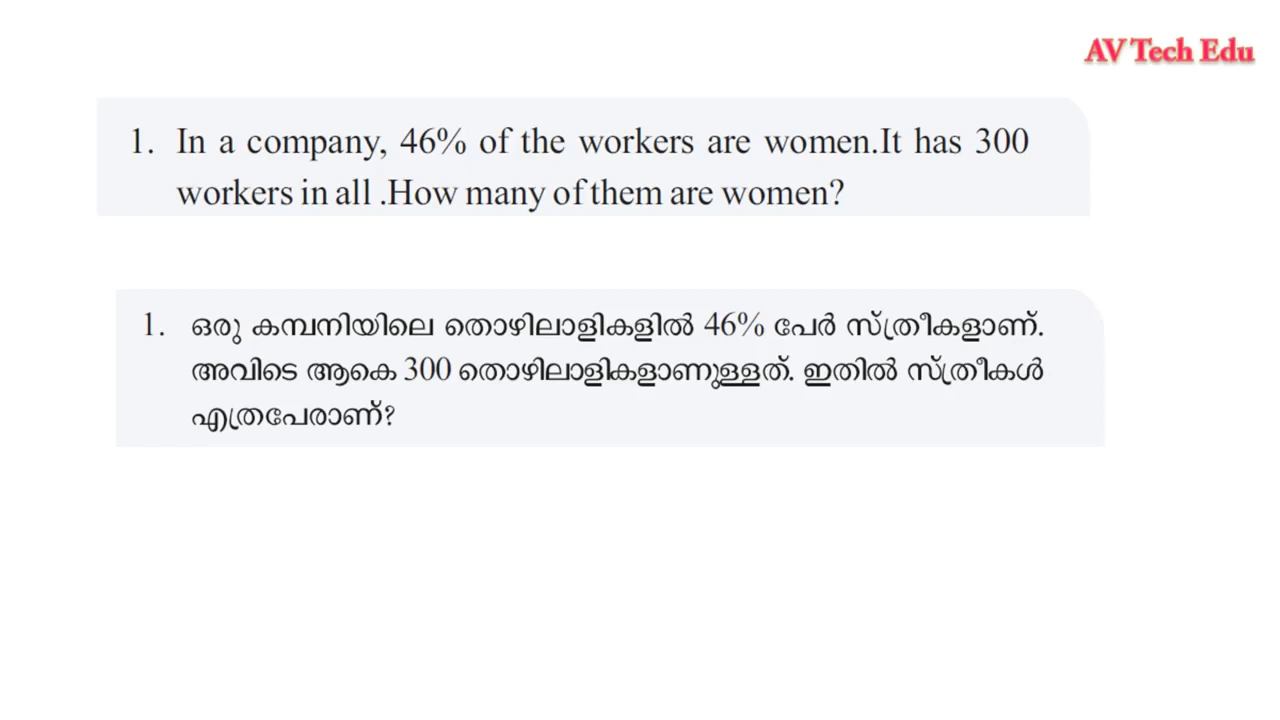 AV Tech Edu
1. In a company, 46% of the workers are women.It has 300
workers in all .How many of them are women?
1. ഒരു കമ്പനിയിലെ തൊഴിലാളികളിൽ 46% പേർ സ്ത്രീകളാണ്.
അവിടെ ആകെ 300 തൊഴിലാളികളാണുള്ളത്. ഇതിൽ സ്ത്രീകൾ
എത്രപേരാണ്?